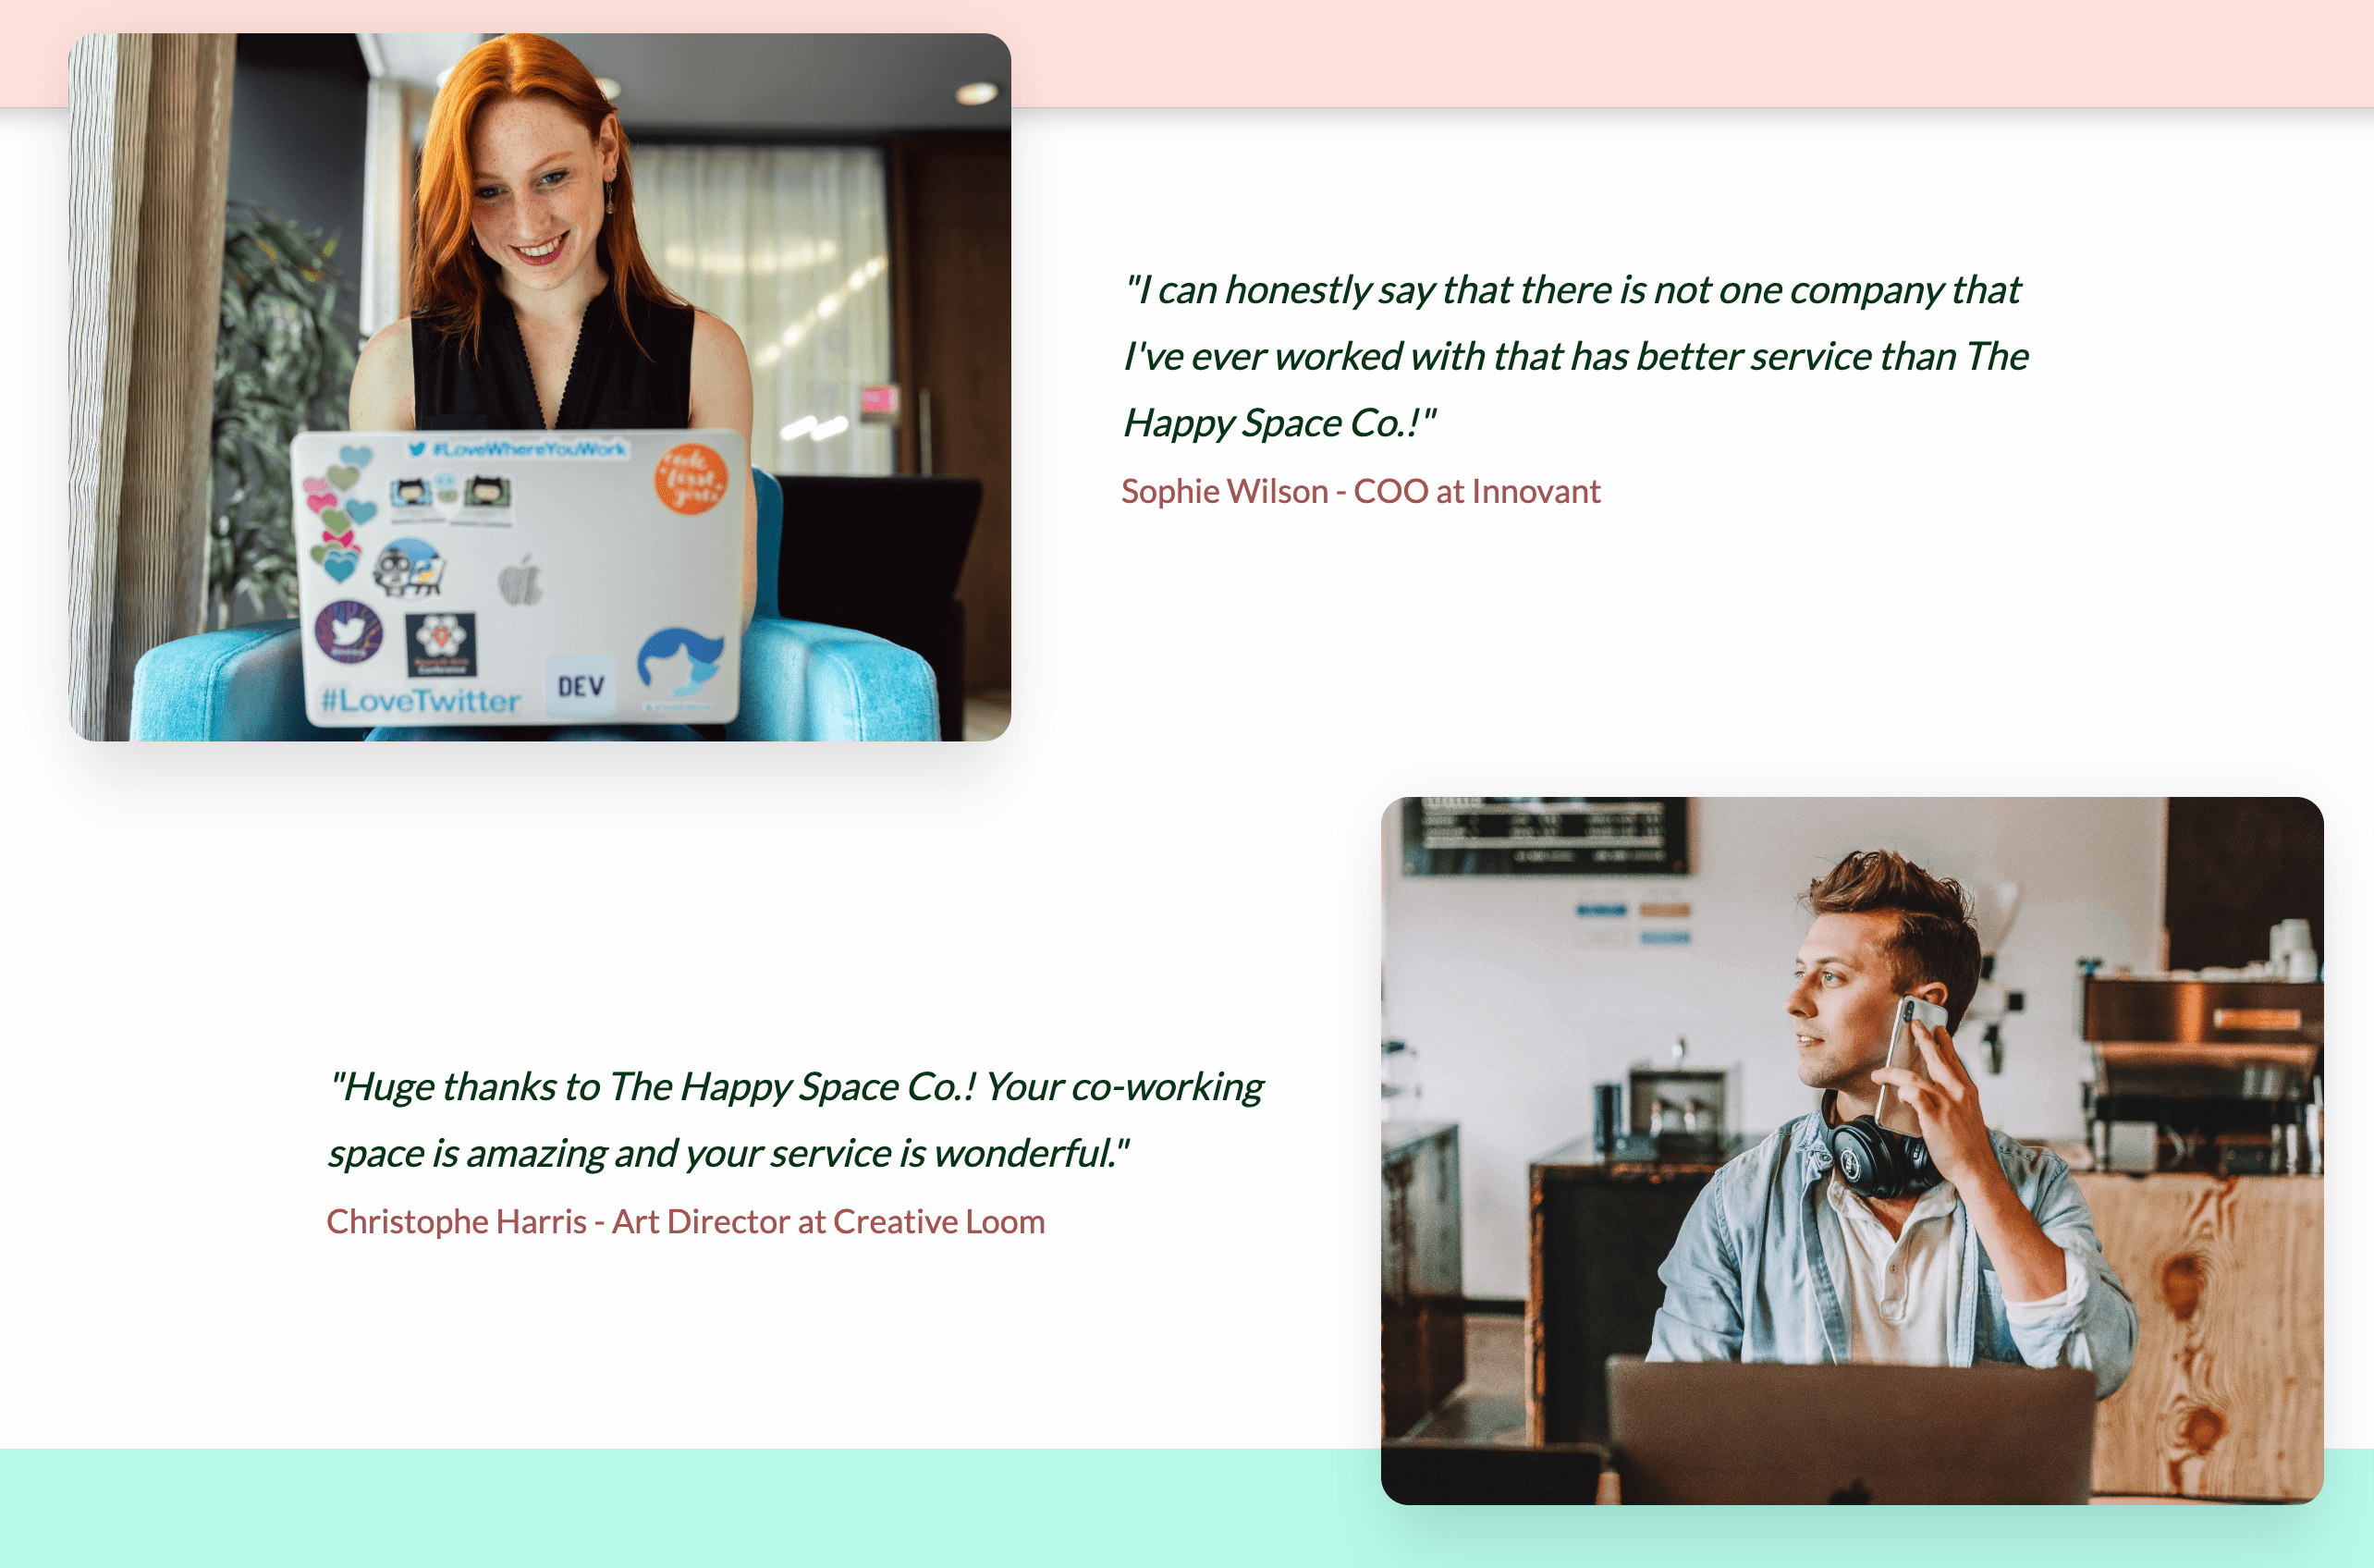 "I can honestly say that there is not one company that
I've ever worked with that has better service than The
Happy Space Co.!"
Sophie Wilson - COO at Innovant
#LoveWhereYouWork
code
first
girls
#LoveTwitter
DEV
"Huge thanks to The Happy Space Co.! Your co-working
space is amazing and your service is wonderful."
Christophe Harris - Art Director at Creative Loom